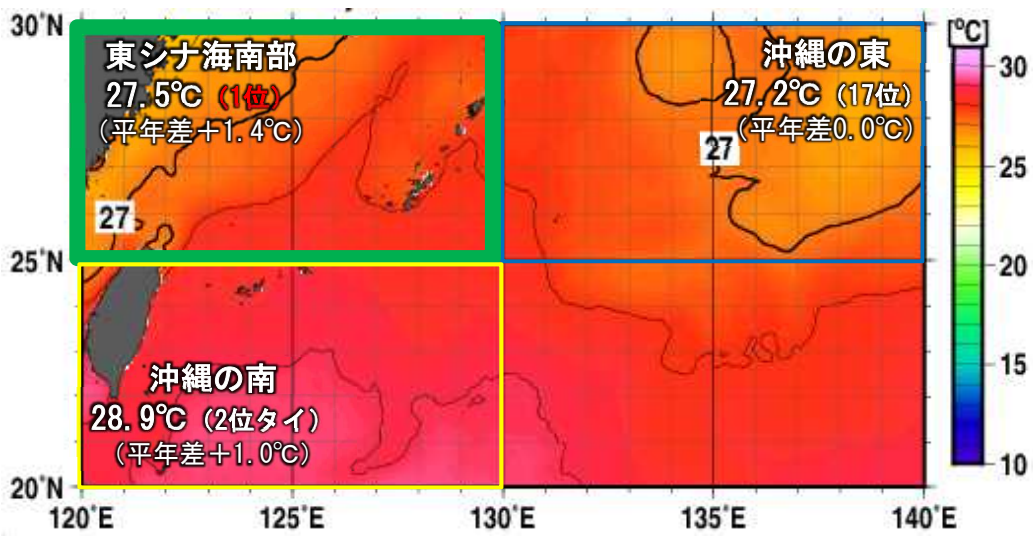 30°N
[℃]
東シナ海南部
27.5℃（1位）
（平年差＋1.4℃）
沖縄の東
27.2℃（17位）
（平年差0.0℃）
27
27
25°N
沖縄の南
28.9℃（2位タイ）
（平年差＋1.0℃）
20°N
120°E
125°E
130°E
135°E
140°E
30
25
20
15
10